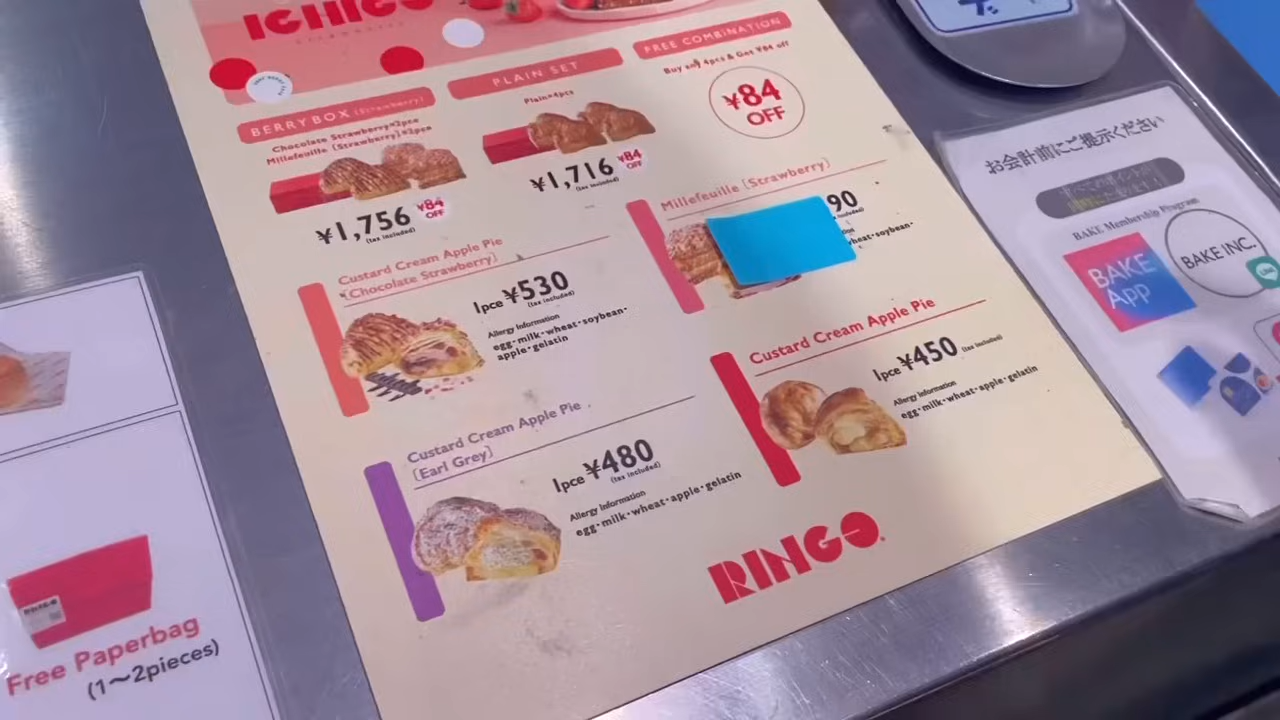 ICHIGO
BERRYBOX (Strawberry)
Chocolate Strawberry×2pce
Millefeuille [Strawberry]×2pce
¥1,756
(tax included)
¥84
OFF
PLAIN SET
Plain×4pcs
¥1,716
(tax included)
¥84
OFF
FREE COMBINATION
Buy any 4pcs & Get ¥84 off
¥84
OFF
Custard Cream Apple Pie
[Chocolate Strawberry]
1pce ¥530
(tax included)
Allergy Information
egg・milk・wheat・soybean・
apple・gelatin
Millefeuille [Strawberry]
90
wheat・soybean・
Custard Cream Apple Pie
[Earl Grey]
1pce ¥480
(tax included)
Allergy Information
egg・milk・wheat・apple・gelatin
Custard Cream Apple Pie
1pce ¥450 (tax included)
Allergy Information
egg・milk・wheat・apple・gelatin
RINGO
Free Paperbag
(1〜2pieces)
お会計前にご提示ください
BAKE Membership Program
BAKE
App
BAKE INC.